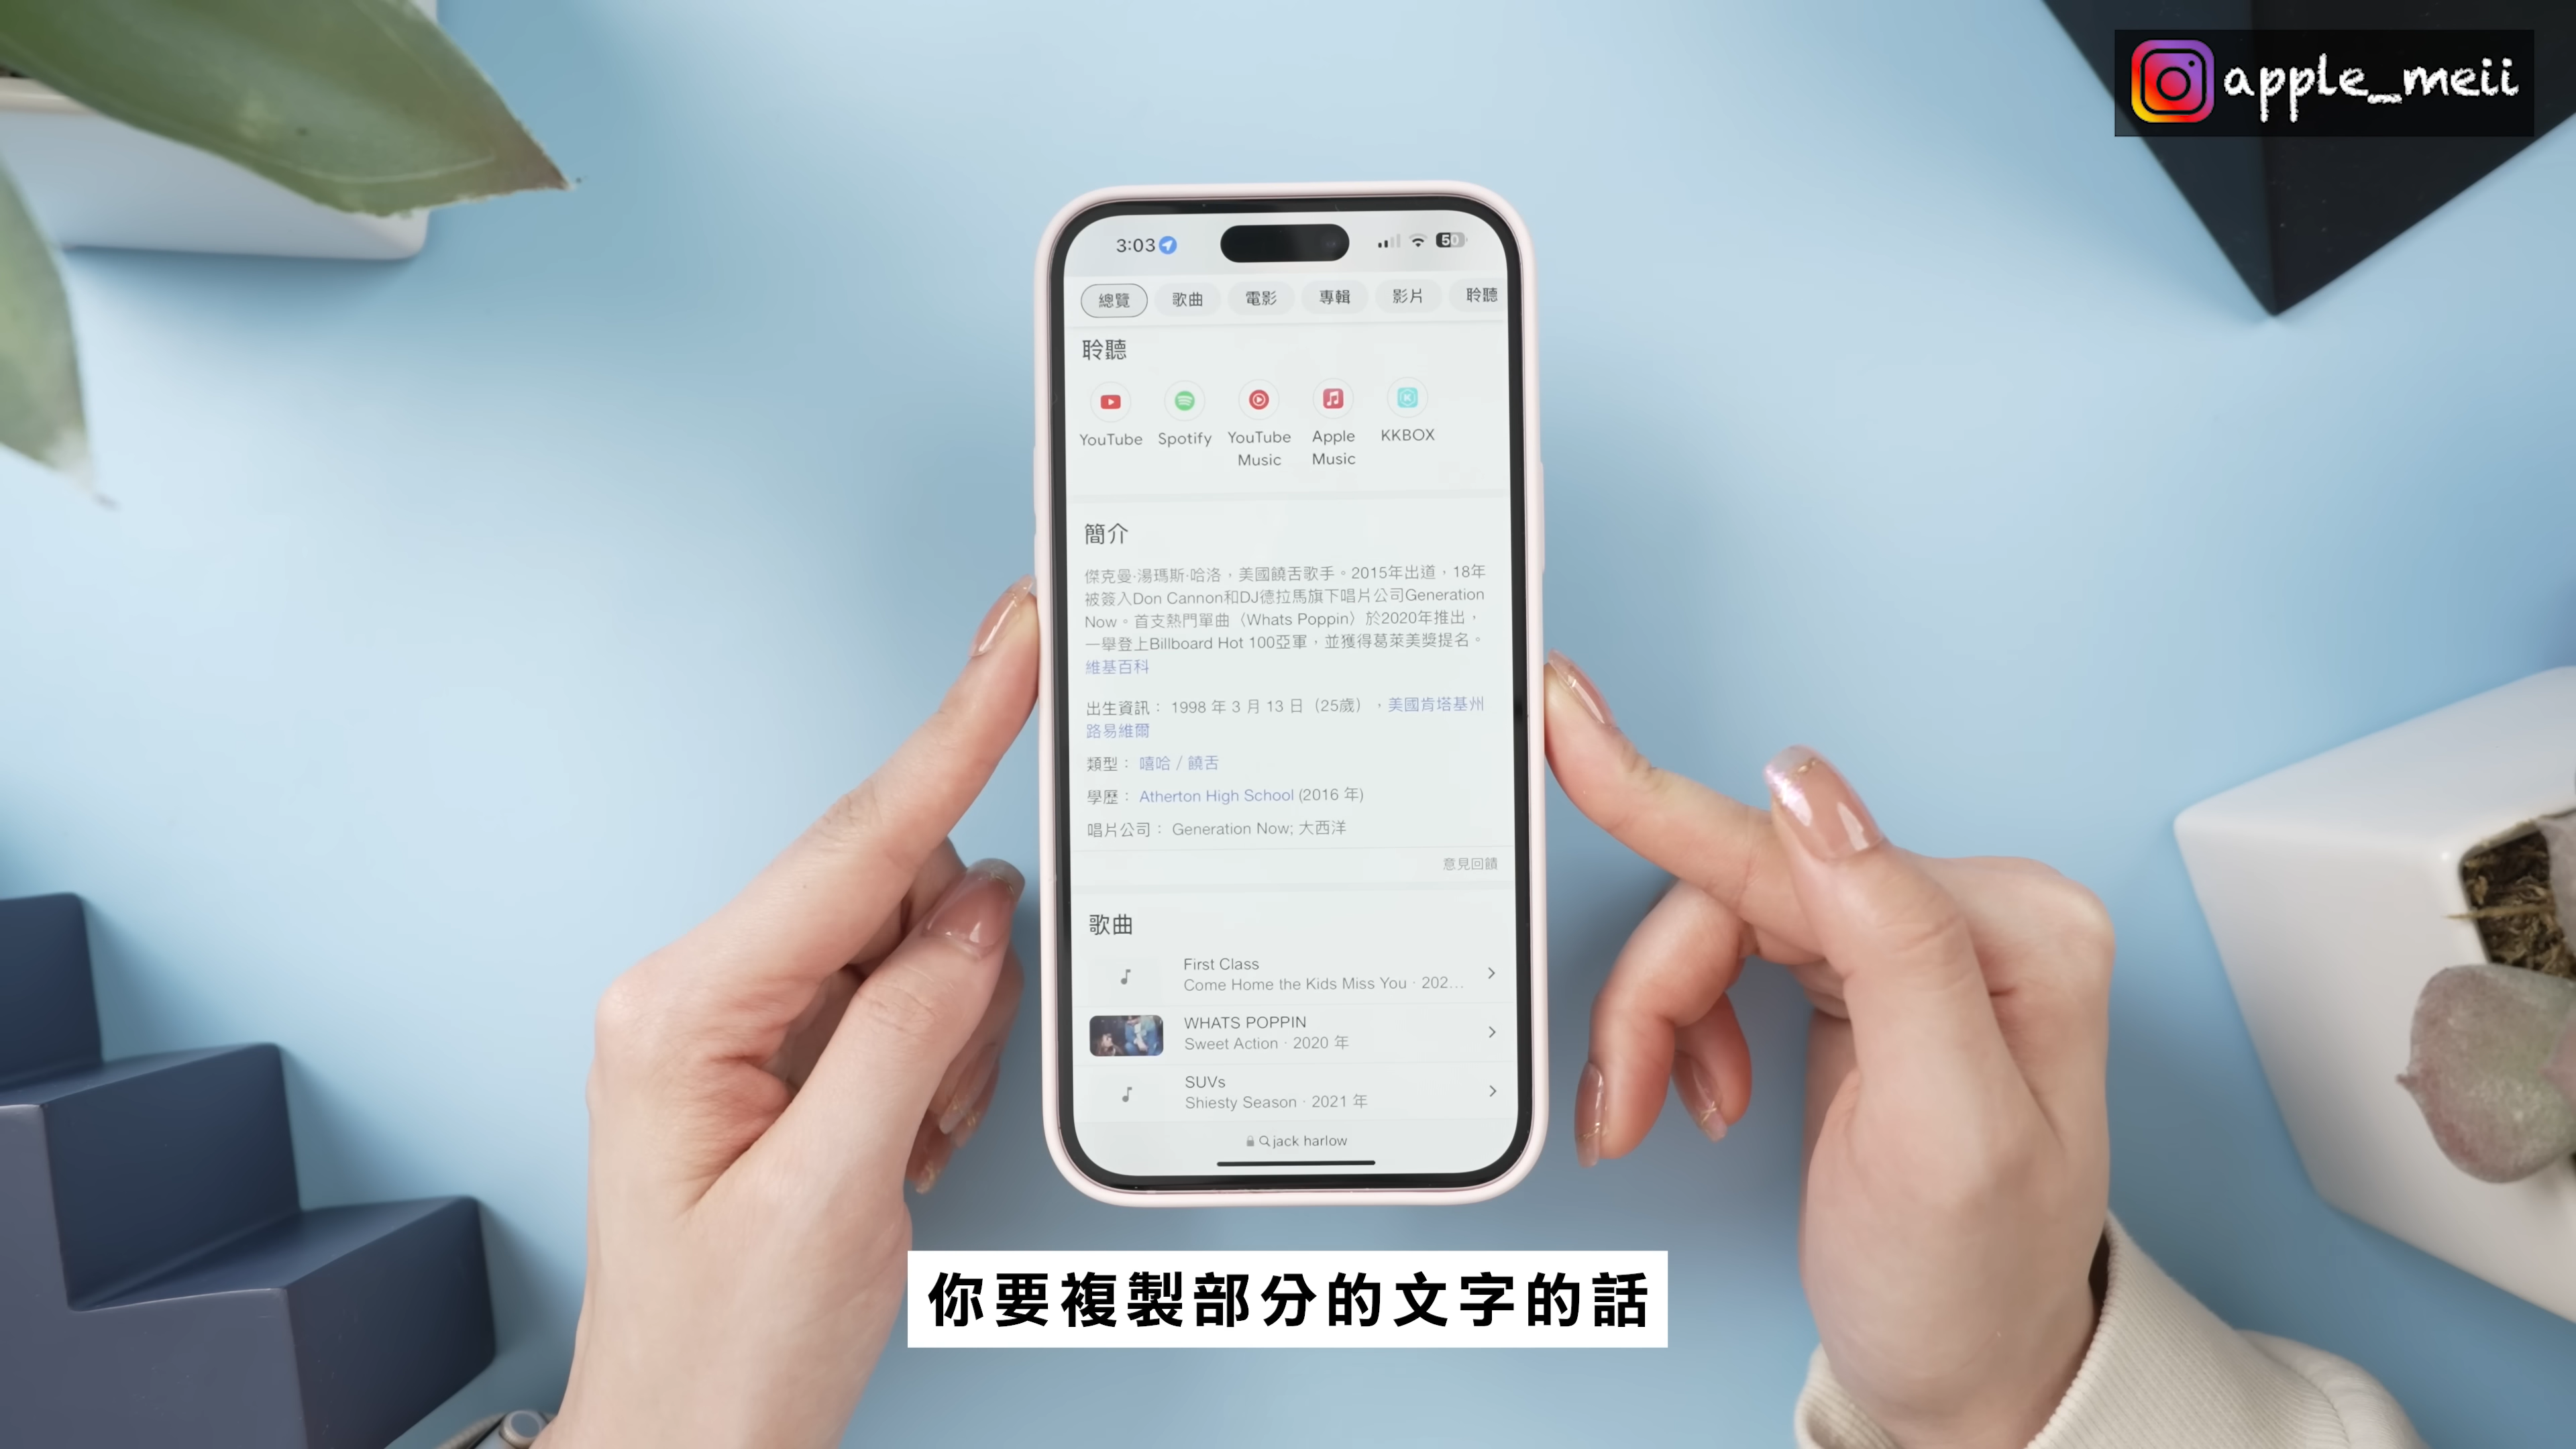 apple_meii
3:03
50
總覽 歌曲 電影 專輯 影片 聆聽
聆聽
YouTube Spotify YouTube Music Apple Music KKBOX
簡介
傑克曼·湯瑪斯·哈洛，美國饒舌歌手。2015年出道，18年
被簽入Don Cannon和DJ德拉馬旗下唱片公司Generation
Now。首支熱門單曲〈Whats Poppin〉於2020年推出，
一舉登上Billboard Hot 100亞軍，並獲得葛萊美獎提名。
維基百科
出生資訊： 1998 年 3 月 13 日（25歲），美國肯塔基州
路易維爾
類型： 嘻哈 / 饒舌
學歷： Atherton High School (2016 年)
唱片公司： Generation Now; 大西洋
意見回饋
歌曲
First Class
Come Home the Kids Miss You · 202...
WHATS POPPIN
Sweet Action · 2020 年
SUVs
Shiesty Season · 2021 年
jack harlow
你要複製部分的文字的話